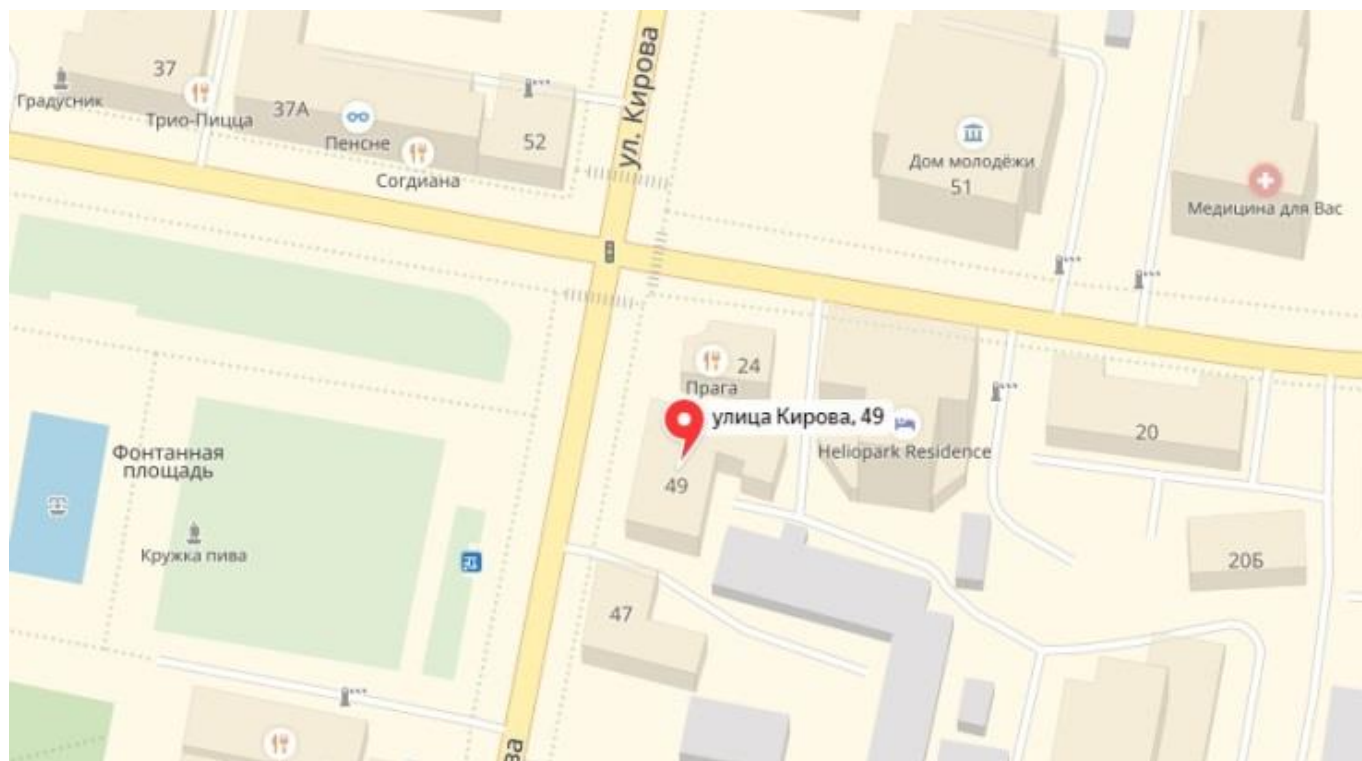 37
Градусник
Трио-Пицца
37А
Пенсне
Согдиана
52
ул. Кирова
Дом молодёжи
51
Медицина для Вас
24
Прага
улица Кирова, 49
49
Heliopark Residence
20
20Б
47
Фонтанная
площадь
Кружка пива
ва